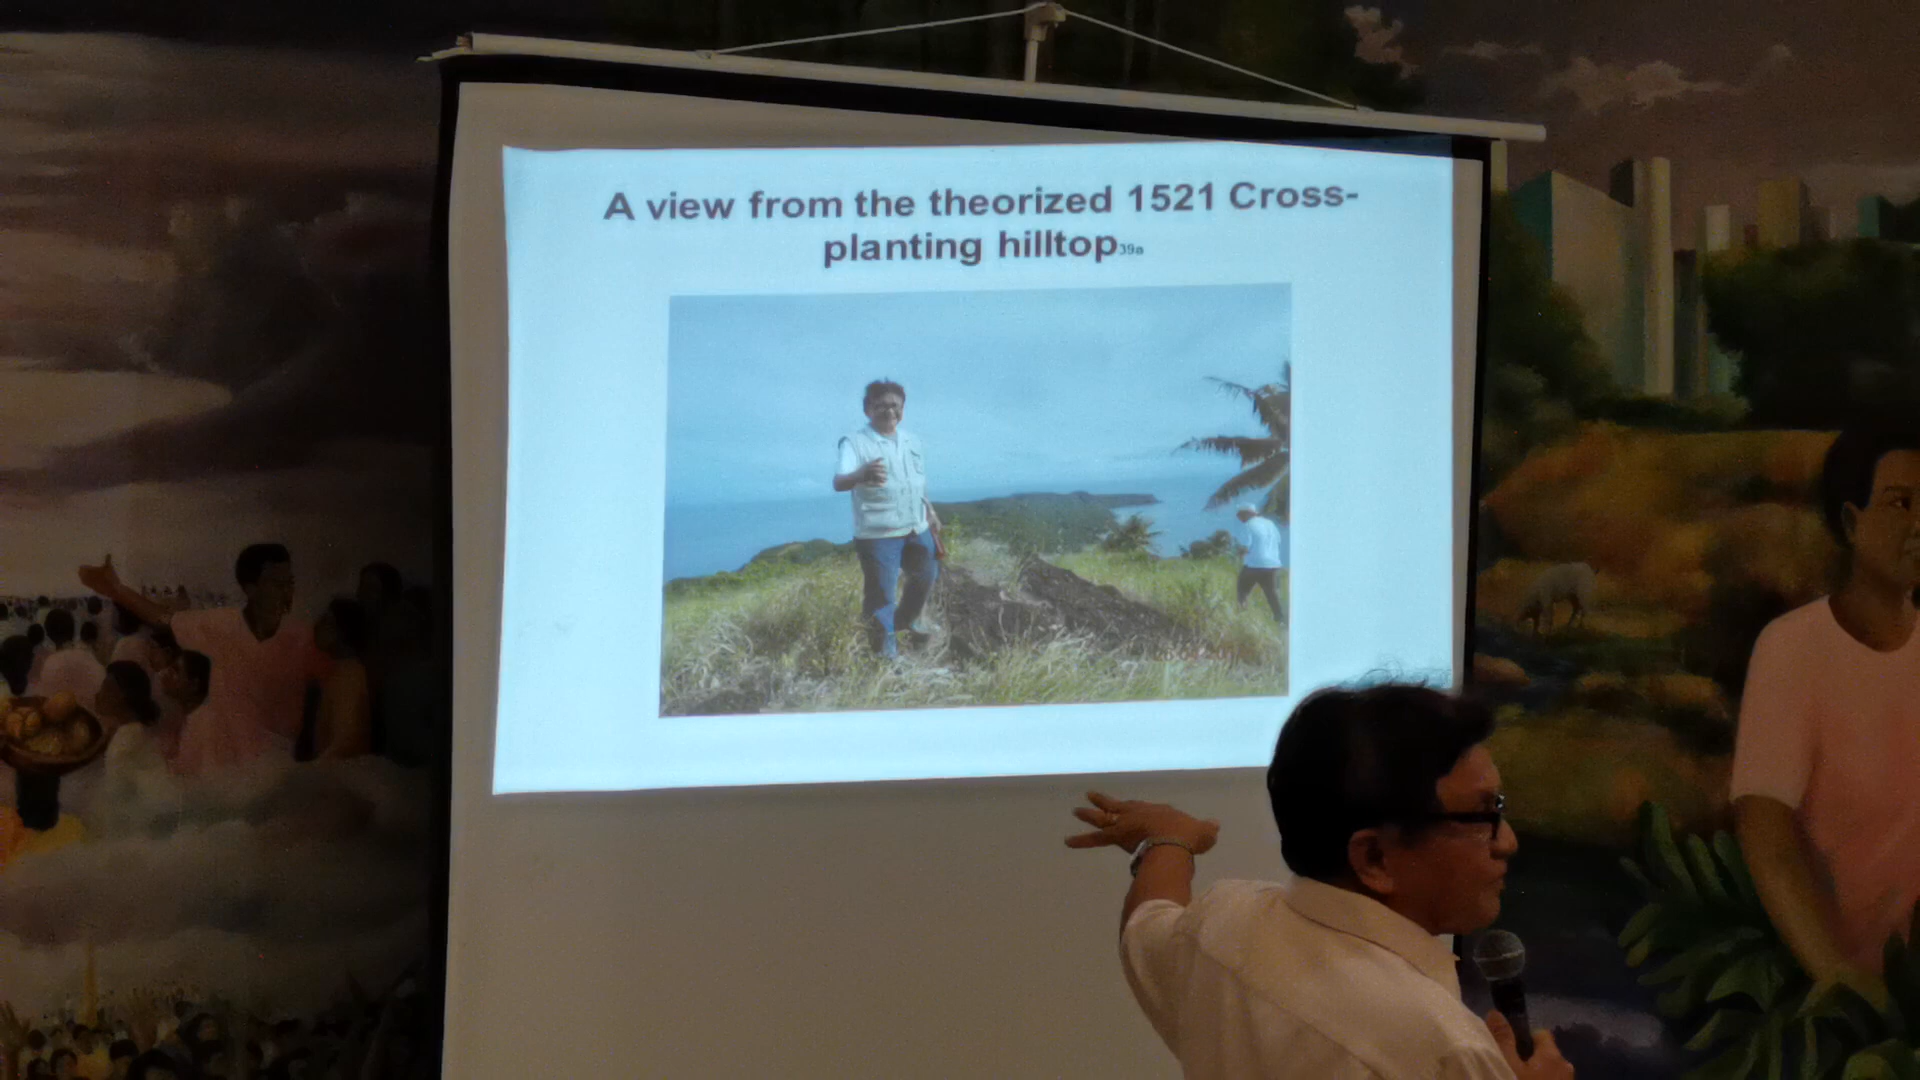 A view from the theorized 1521 Cross-
planting hilltop39a